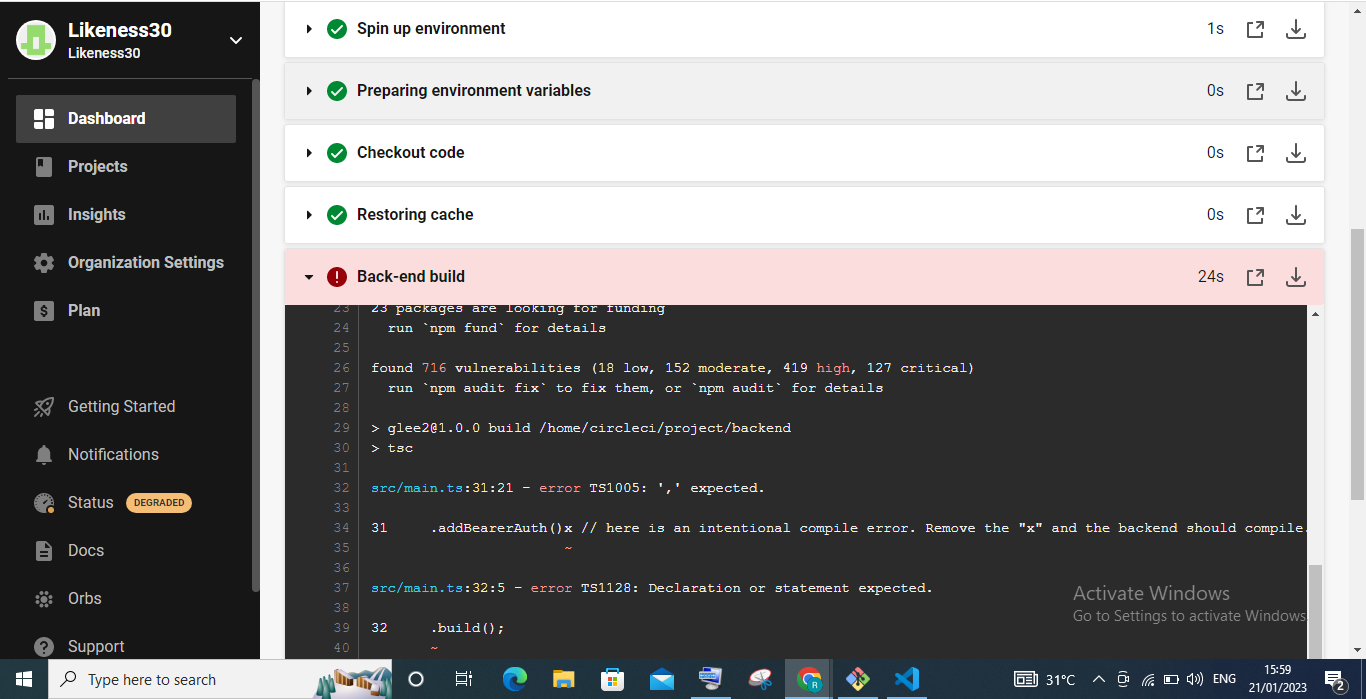 Likeness30
Likeness30
Dashboard
Projects
Insights
Organization Settings
Plan
Getting Started
Notifications
Status DEGRADED
Docs
Orbs
Support
Spin up environment 1s
Preparing environment variables 0s
Checkout code 0s
Restoring cache 0s
Back-end build 24s
23 23 packages are looking for funding
24 run `npm fund` for details
25
26 found 716 vulnerabilities (18 low, 152 moderate, 419 high, 127 critical)
27 run `npm audit fix` to fix them, or `npm audit` for details
28
29 > glee2@1.0.0 build /home/circleci/project/backend
30 > tsc
31
32 src/main.ts:31:21 - error TS1005: ',' expected.
33
34 31 .addBearerAuth()x // here is an intentional compile error. Remove the "x" and the backend should compile.
35 ~
36
37 src/main.ts:32:5 - error TS1128: Declaration or statement expected.
38
39 32 .build();
40 ~
Activate Windows
Go to Settings to activate Windows
Type here to search
31°C
ENG
15:59
21/01/2023
2